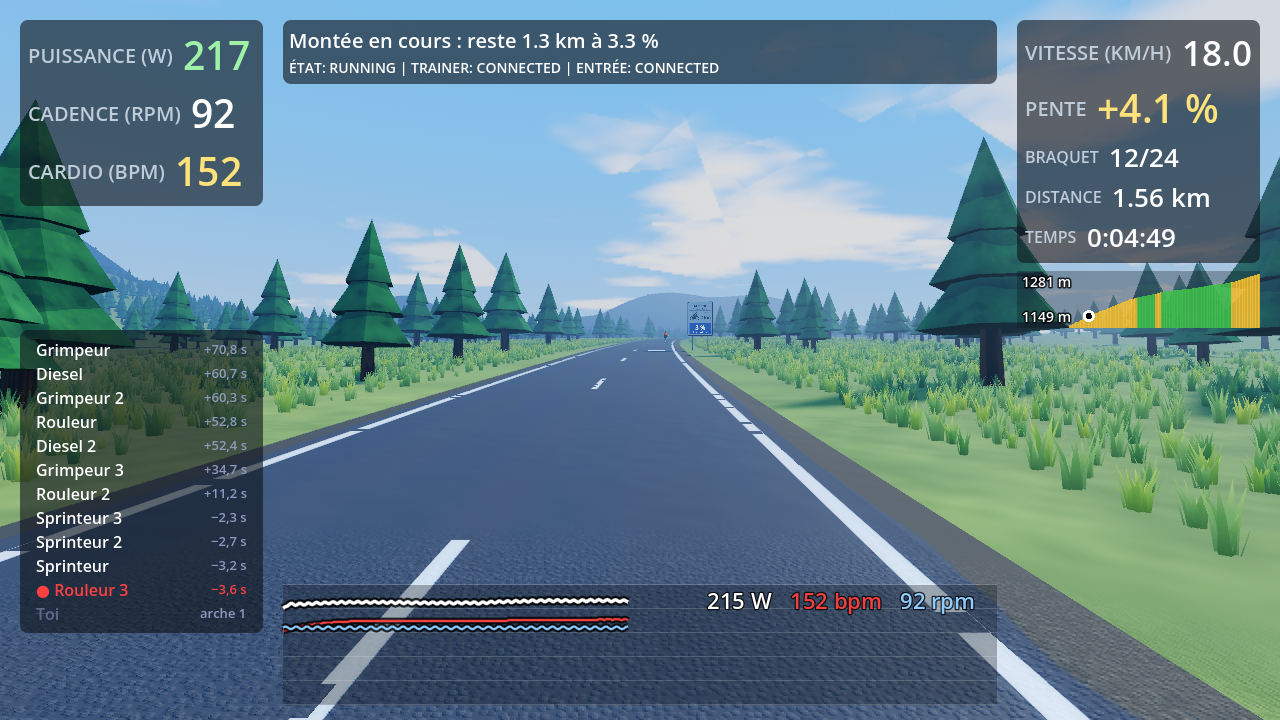 PUISSANCE (W) 217
CADENCE (RPM) 92
CARDIO (BPM) 152
Montée en cours : reste 1.3 km à 3.3 %
ÉTAT: RUNNING | TRAINER: CONNECTED | ENTRÉE: CONNECTED
VITESSE (KM/H) 18.0
PENTE +4.1 %
BRAQUET 12/24
DISTANCE 1.56 km
TEMPS 0:04:49
1281 m
1149 m
3 %
Grimpeur +70,8 s
Diesel +60,7 s
Grimpeur 2 +60,3 s
Rouleur +52,8 s
Diesel 2 +52,4 s
Grimpeur 3 +34,7 s
Rouleur 2 +11,2 s
Sprinteur 3 −2,3 s
Sprinteur 2 −2,7 s
Sprinteur −3,2 s
Rouleur 3 −3,6 s
Toi arche 1
215 W 152 bpm 92 rpm